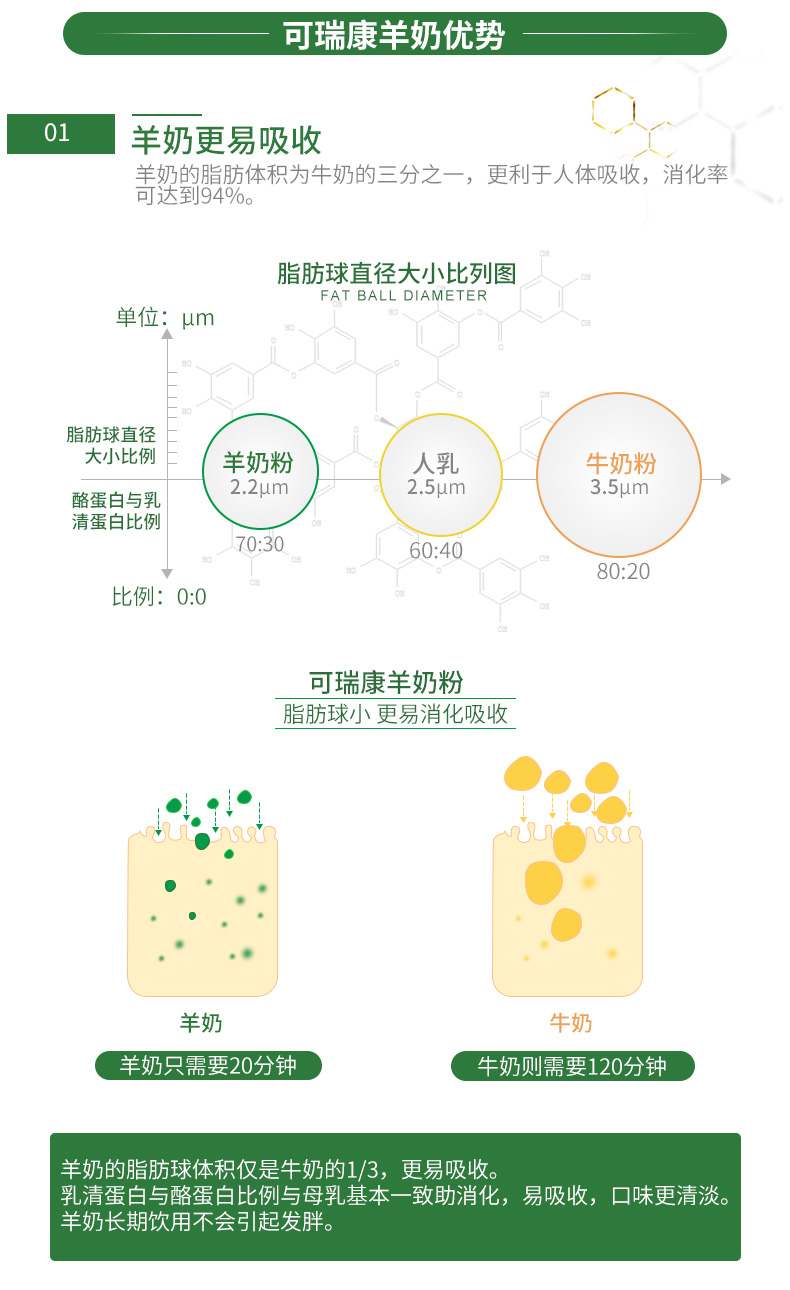 可瑞康羊奶优势
01
羊奶更易吸收
羊奶的脂肪体积为牛奶的三分之一，更利于人体吸收，消化率
可达到94%。
脂肪球直径大小比列图
FAT BALL DIAMETER
单位：μm
脂肪球直径
大小比例
酪蛋白与乳
清蛋白比例
比例：0:0
羊奶粉
2.2μm
70:30
人乳
2.5μm
60:40
牛奶粉
3.5μm
80:20
可瑞康羊奶粉
脂肪球小 更易消化吸收
羊奶
牛奶
羊奶只需要20分钟
牛奶则需要120分钟
羊奶的脂肪球体积仅是牛奶的1/3，更易吸收。
乳清蛋白与酪蛋白比例与母乳基本一致助消化，易吸收，口味更清淡。
羊奶长期饮用不会引起发胖。